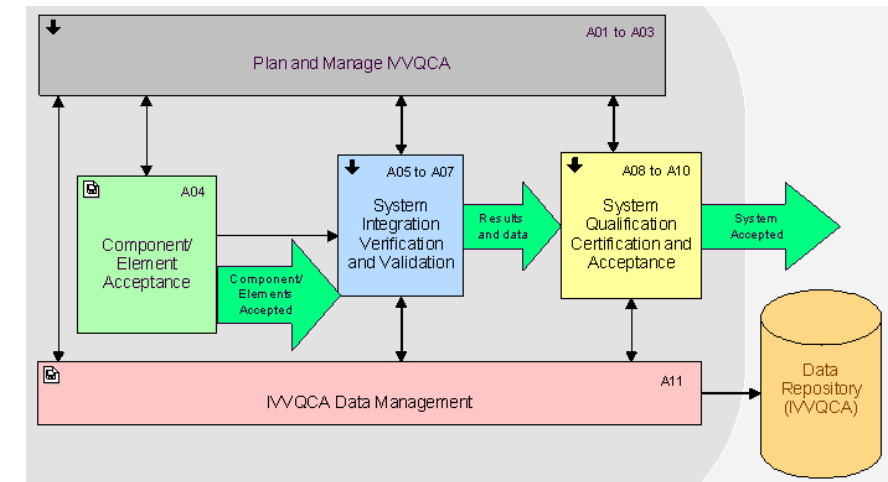 A01 to A03
Plan and Manage IVVQCA
A04
Component/
Element
Acceptance
Component/
Elements
Accepted
A05 to A07
System
Integration
Verification
and Validation
Results
and data
A08 to A10
System
Qualification
Certification and
Acceptance
System
Accepted
A11
IVVQCA Data Management
Data
Repository
(IVVQCA)